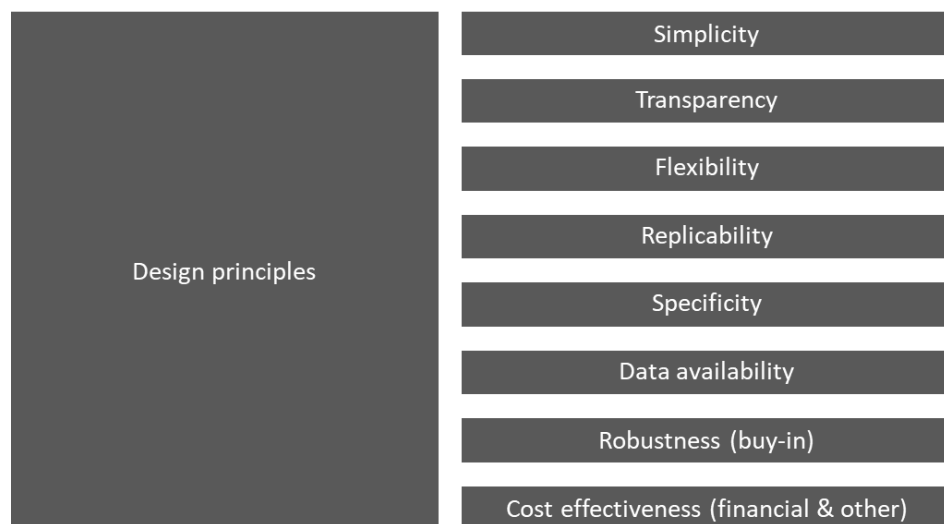 Design principles
Simplicity
Transparency
Flexibility
Replicability
Specificity
Data availability
Robustness (buy-in)
Cost effectiveness (financial & other)